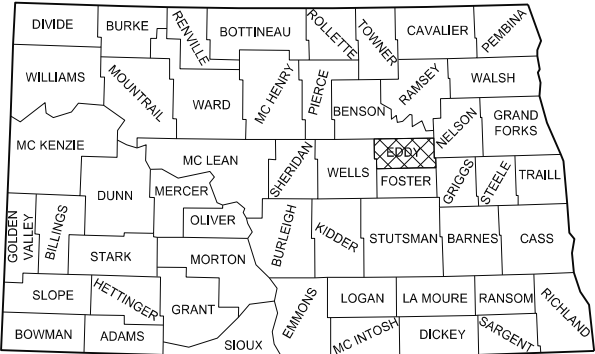 DIVIDE
BURKE
RENVILLE
BOTTINEAU
ROLLETTE
TOWNER
CAVALIER
PEMBINA
WILLIAMS
MOUNTRAIL
WARD
MC HENRY
PIERCE
BENSON
RAMSEY
WALSH
MC KENZIE
NELSON
GRAND
FORKS
MC LEAN
SHERIDAN
WELLS
EDDY
FOSTER
GRIGGS
STEELE
TRAILL
DUNN
MERCER
OLIVER
GOLDEN
VALLEY
BILLINGS
STARK
MORTON
BURLEIGH
KIDDER
STUTSMAN
BARNES
CASS
SLOPE
HETTINGER
GRANT
EMMONS
LOGAN
LA MOURE
RANSOM
RICHLAND
BOWMAN
ADAMS
SIOUX
MC INTOSH
DICKEY
SARGENT